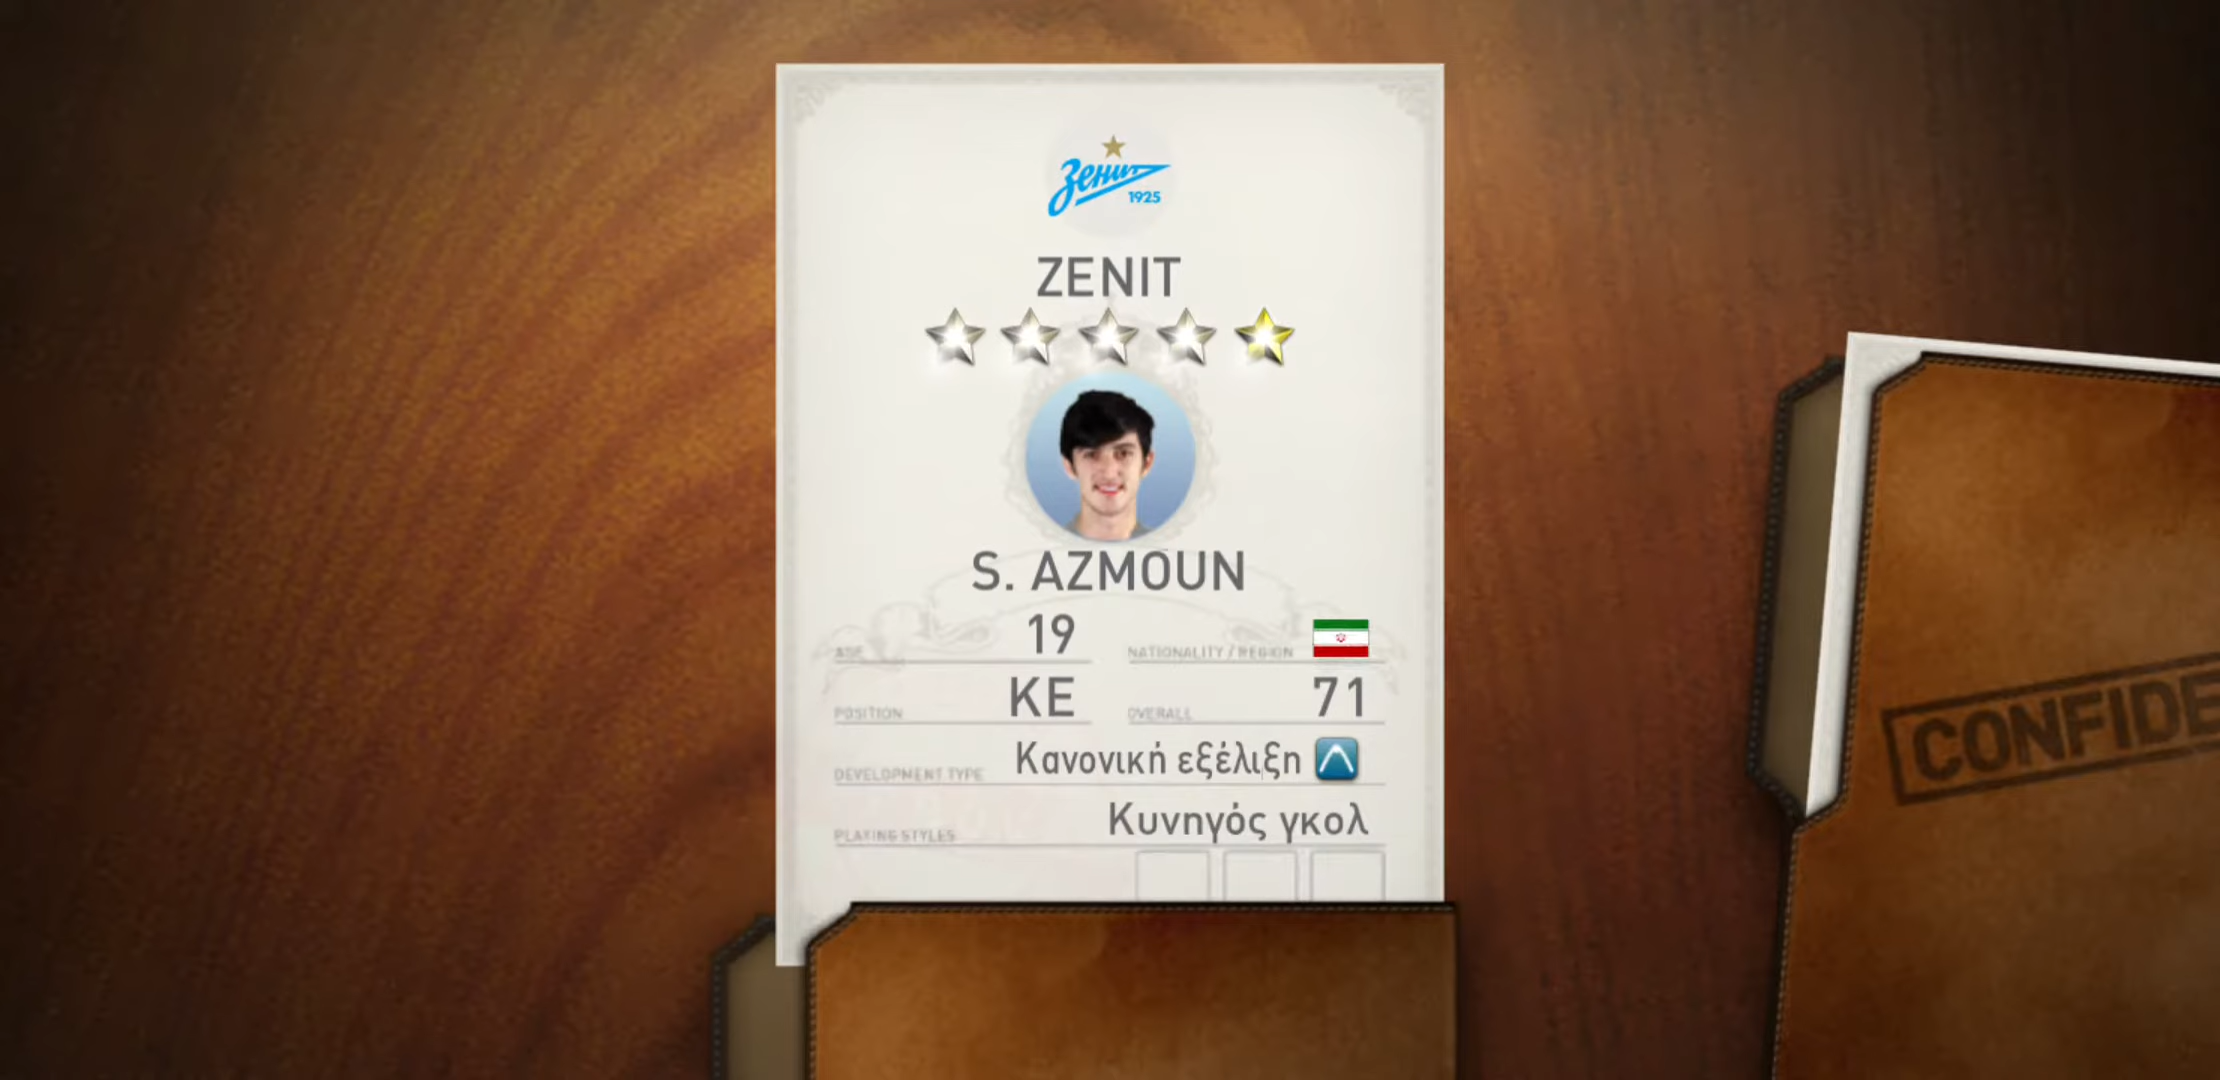 Зенит
1925
ZENIT
S. AZMOUN
AGE 19 NATIONALITY / REGION
POSITION KE OVERALL 71
DEVELOPMENT TYPE Κανονική εξέλιξη
PLAYING STYLES Κυνηγός γκολ